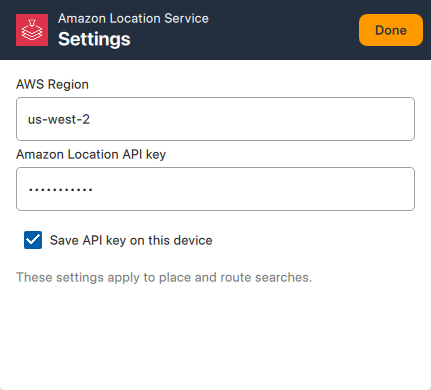 Amazon Location Service
Settings
Done
AWS Region
us-west-2
Amazon Location API key
•••••••••••
Save API key on this device
These settings apply to place and route searches.